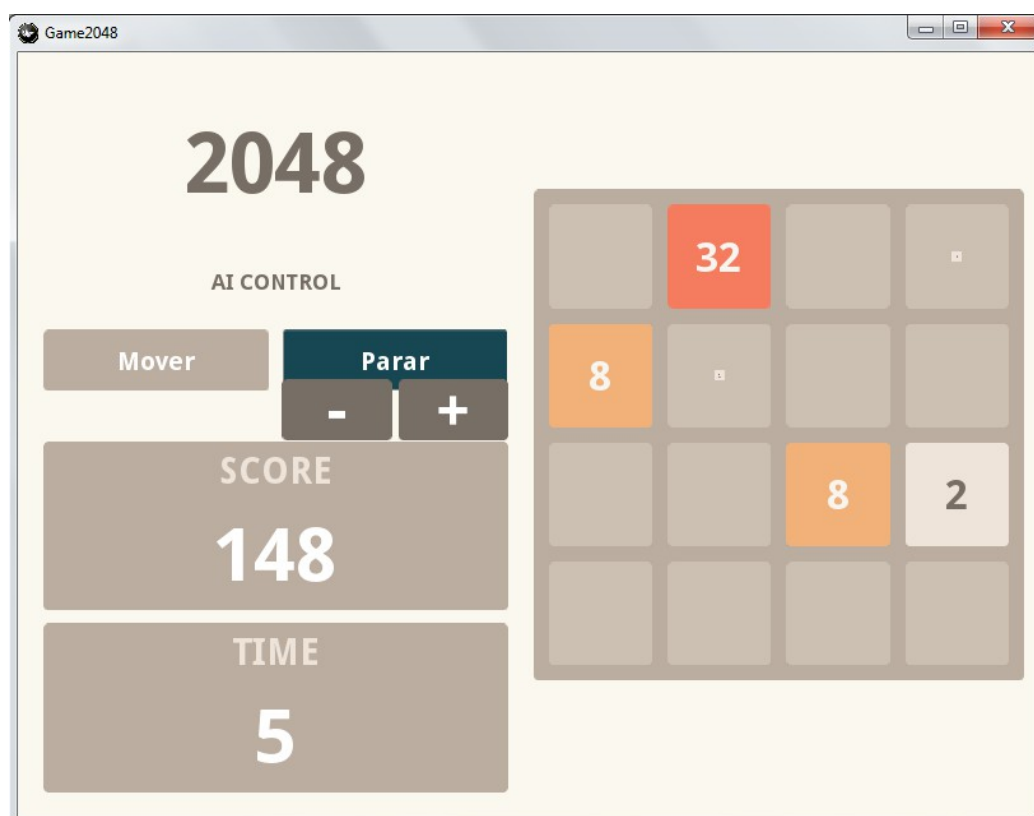 Game2048
2048
AI CONTROL
Mover Parar
- +
SCORE
148
TIME
5
32
8
8 2